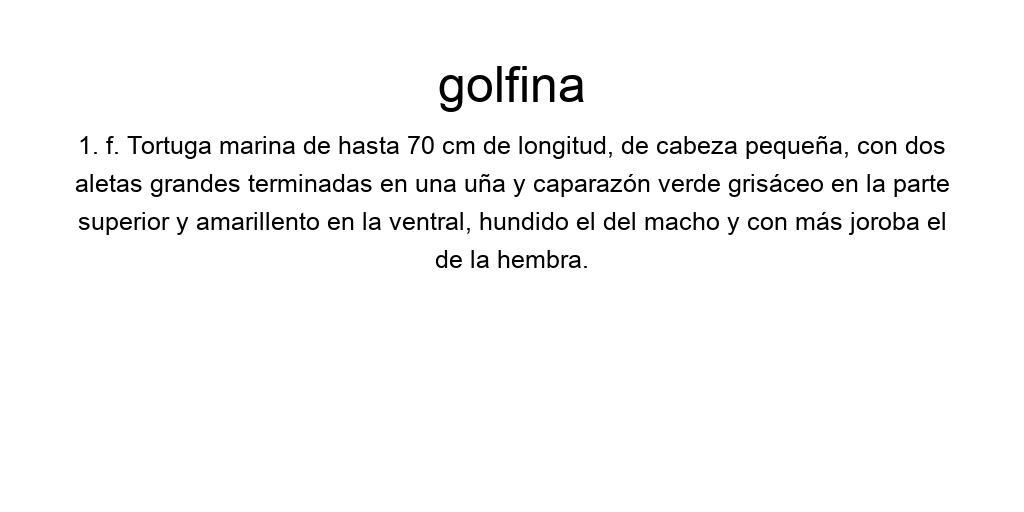 golfina
1. f. Tortuga marina de hasta 70 cm de longitud, de cabeza pequeña, con dos
aletas grandes terminadas en una uña y caparazón verde grisáceo en la parte
superior y amarillento en la ventral, hundido el del macho y con más joroba el
de la hembra.